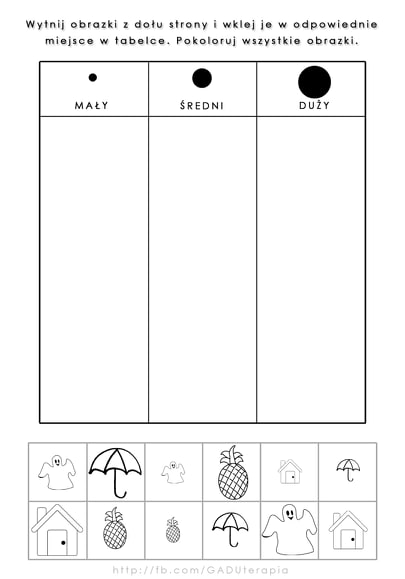 Wytnij obrazki z dołu strony i wklej je w odpowiednie
miejsce w tabelce. Pokoloruj wszystkie obrazki.
MAŁY
ŚREDNI
DUŻY
http://fb.com/GADUterapia